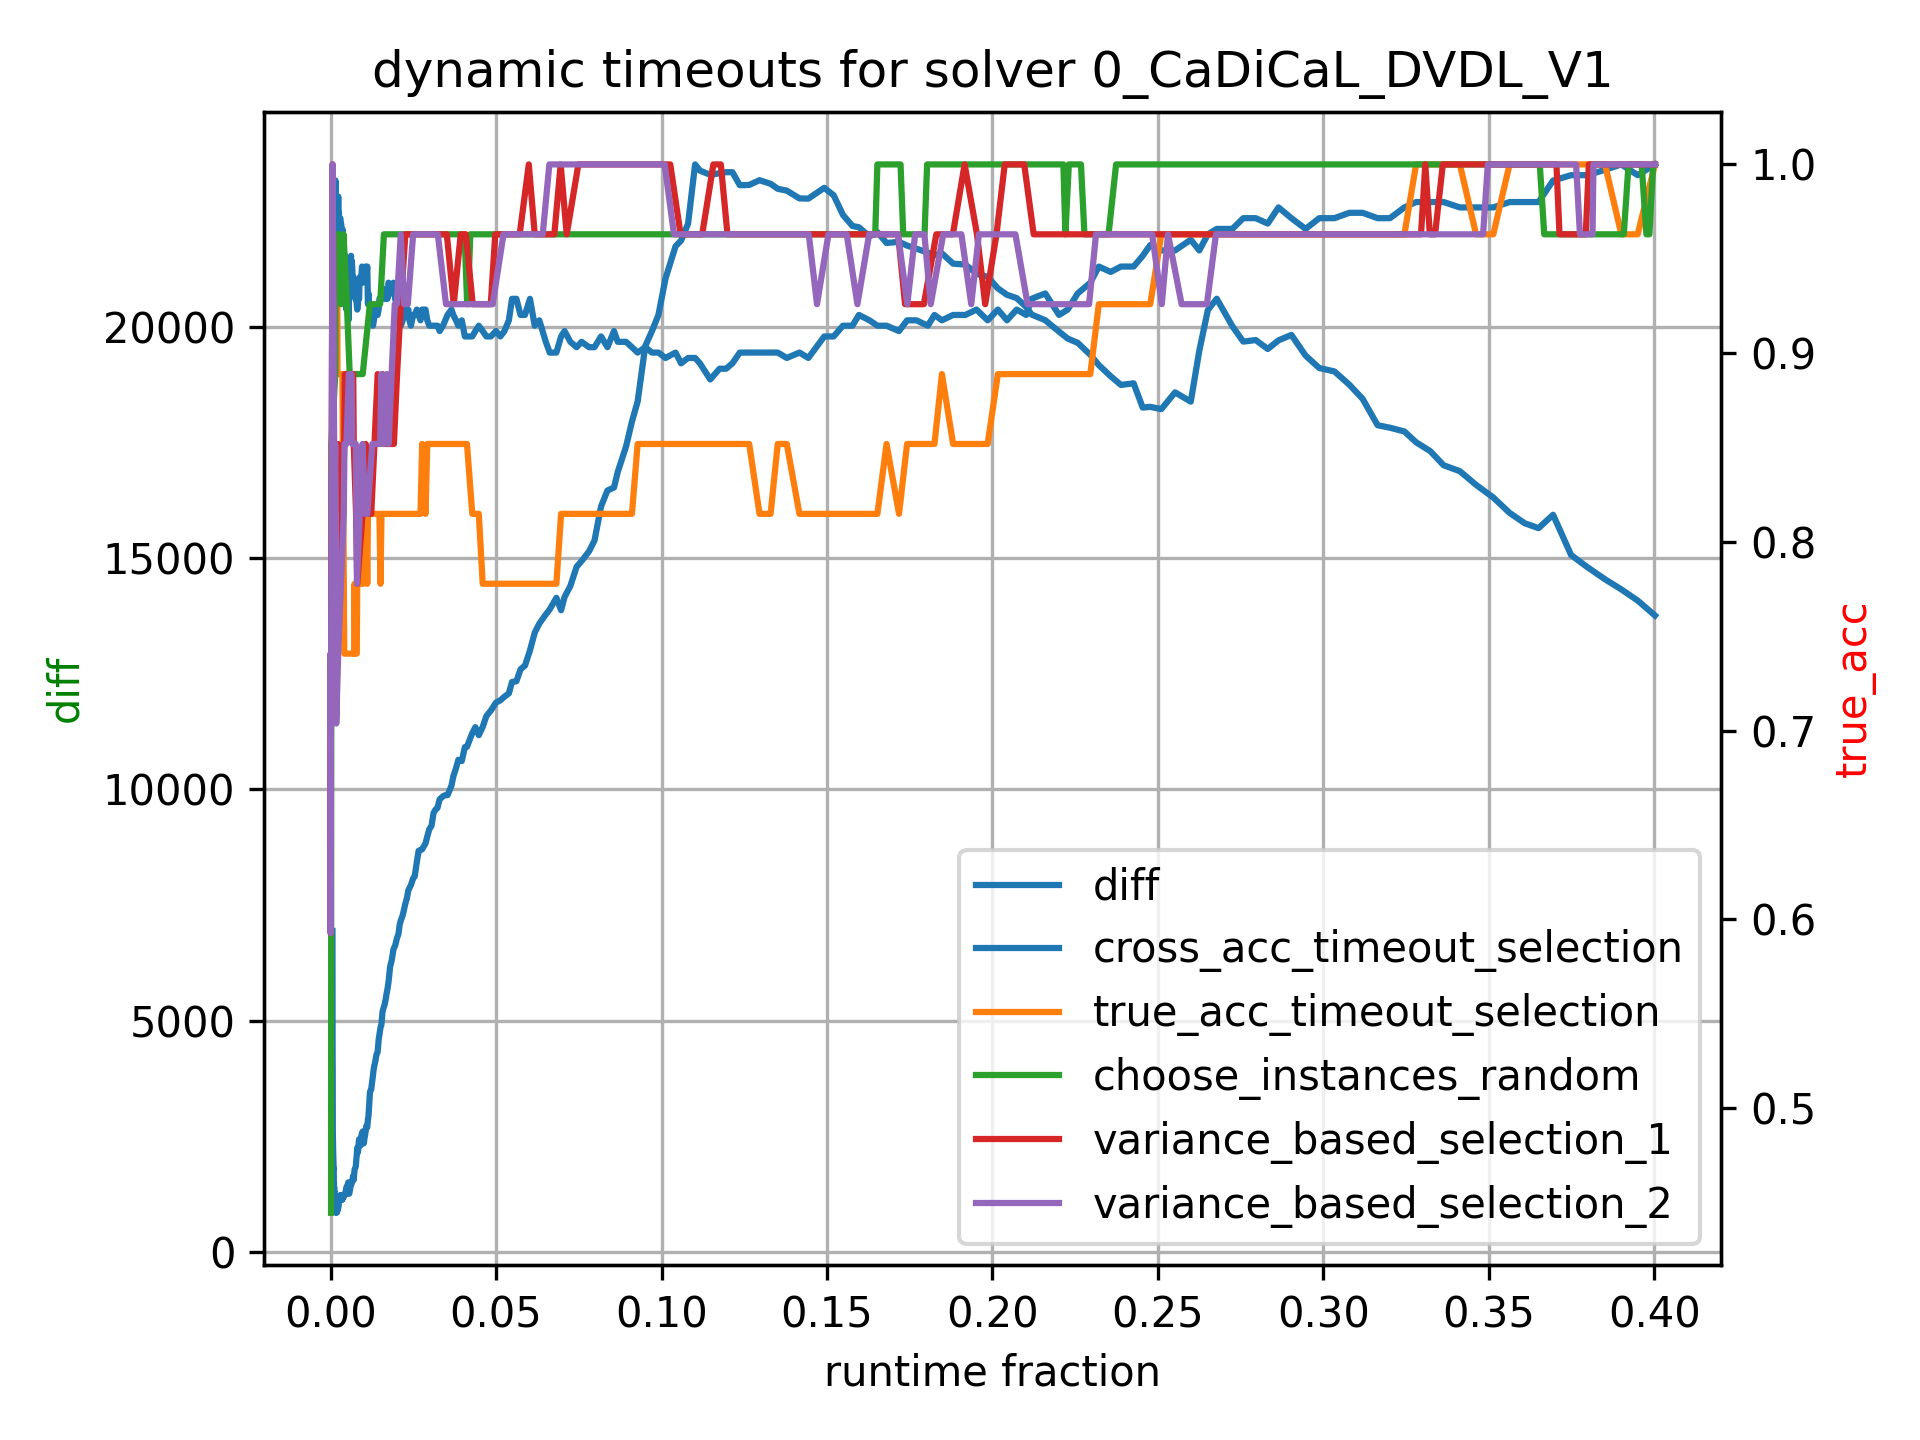 dynamic timeouts for solver 0_CaDiCaL_DVDL_V1
20000
15000
10000
5000
0
diff
1.0
0.9
0.8
0.7
0.6
0.5
true_acc
diff
cross_acc_timeout_selection
true_acc_timeout_selection
choose_instances_random
variance_based_selection_1
variance_based_selection_2
0.00 0.05 0.10 0.15 0.20 0.25 0.30 0.35 0.40
runtime fraction